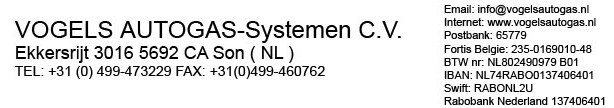 VOGELS AUTOGAS-Systemen C.V.
Ekkersrijt 3016 5692 CA Son ( NL )
TEL: +31 (0) 499-473229 FAX: +31(0)499-460762
Email: info@vogelsautogas.nl
Internet: www.vogelsautogas.nl
Postbank: 65779
Fortis Belgie: 235-0169010-48
BTW nr: NL802490979 B01
IBAN: NL74RABO0137406401
Swift: RABONL2U
Rabobank Nederland 137406401